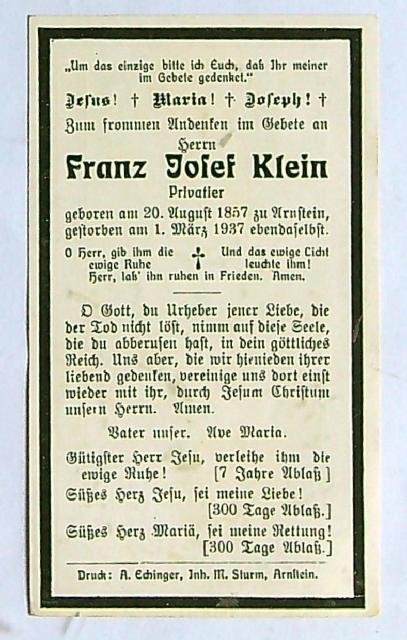 „Um das einzige bitte ich Euch, daß Ihr meiner
im Gebete gedenket.“
Jesus! † Maria! † Joseph! †
Zum frommen Andenken im Gebete an
Herrn
Franz Josef Klein
Privatier
geboren am 20. August 1857 zu Arnstein,
gestorben am 1. März 1937 ebendaselbst.
O Herr, gib ihm die ✝ Und das ewige Licht
ewige Ruhe leuchte ihm!
Herr, laß' ihn ruhen in Frieden. Amen.
O Gott, du Urheber jener Liebe, die
der Tod nicht löst, nimm auf diese Seele,
die du abberufen hast, in dein göttliches
Reich. Uns aber, die wir hienieden ihrer
liebend gedenken, vereinige uns dort einst
wieder mit ihr, durch Jesum Christum
unsern Herrn. Amen.
Vater unser. Ave Maria.
Gütigster Herr Jesu, verleihe ihm die
ewige Ruhe! [7 Jahre Ablaß]
Süßes Herz Jesu, sei meine Liebe!
[300 Tage Ablaß.]
Süßes Herz Mariä, sei meine Rettung!
[300 Tage Ablaß.]
Druck: A. Echinger, Inh. M. Sturm, Arnstein.